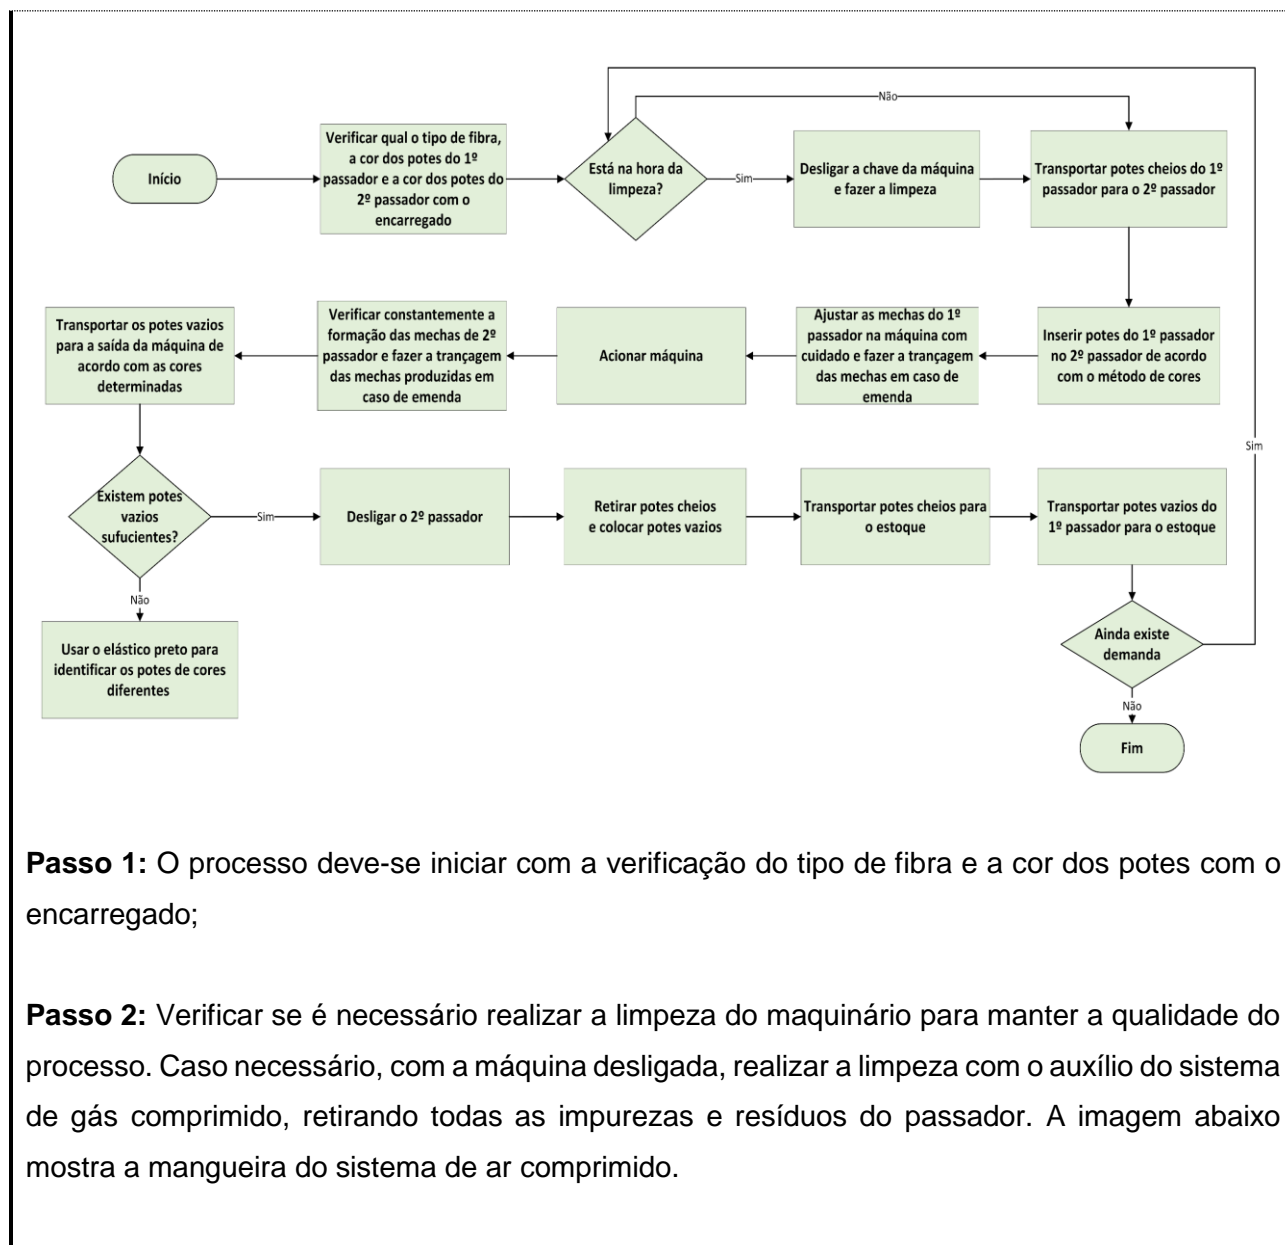 Não
Início
Verificar qual o tipo de fibra,
a cor dos potes do 1º
passador e a cor dos potes do
2º passador com o
encarregado
Está na hora da
limpeza?
Sim
Desligar a chave da máquina
e fazer a limpeza
Transportar potes cheios do 1º
passador para o 2º passador
Inserir potes do 1º passador
no 2º passador de acordo
com o método de cores
Ajustar as mechas do 1º
passador na máquina com
cuidado e fazer a trançagem
das mechas em caso de
emenda
Acionar máquina
Verificar constantemente a
formação das mechas de 2º
passador e fazer a trançagem
das mechas produzidas em
caso de emenda
Transportar os potes vazios
para a saída da máquina de
acordo com as cores
determinadas
Existem potes
vazios
sufucientes?
Sim
Desligar o 2º passador
Retirar potes cheios
e colocar potes vazios
Transportar potes cheios para
o estoque
Transportar potes vazios do
1º passador para o estoque
Sim
Não
Usar o elástico preto para
identificar os potes de cores
diferentes
Ainda existe
demanda
Não
Fim
Passo 1: O processo deve-se iniciar com a verificação do tipo de fibra e a cor dos potes com o
encarregado;
Passo 2: Verificar se é necessário realizar a limpeza do maquinário para manter a qualidade do
processo. Caso necessário, com a máquina desligada, realizar a limpeza com o auxílio do sistema
de gás comprimido, retirando todas as impurezas e resíduos do passador. A imagem abaixo
mostra a mangueira do sistema de ar comprimido.